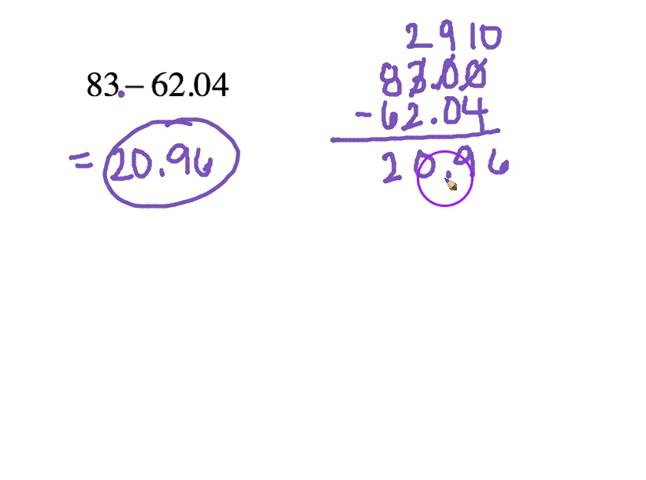 83. – 62.04
= 20.96
2 9 10
83.00
- 62.04
20.96